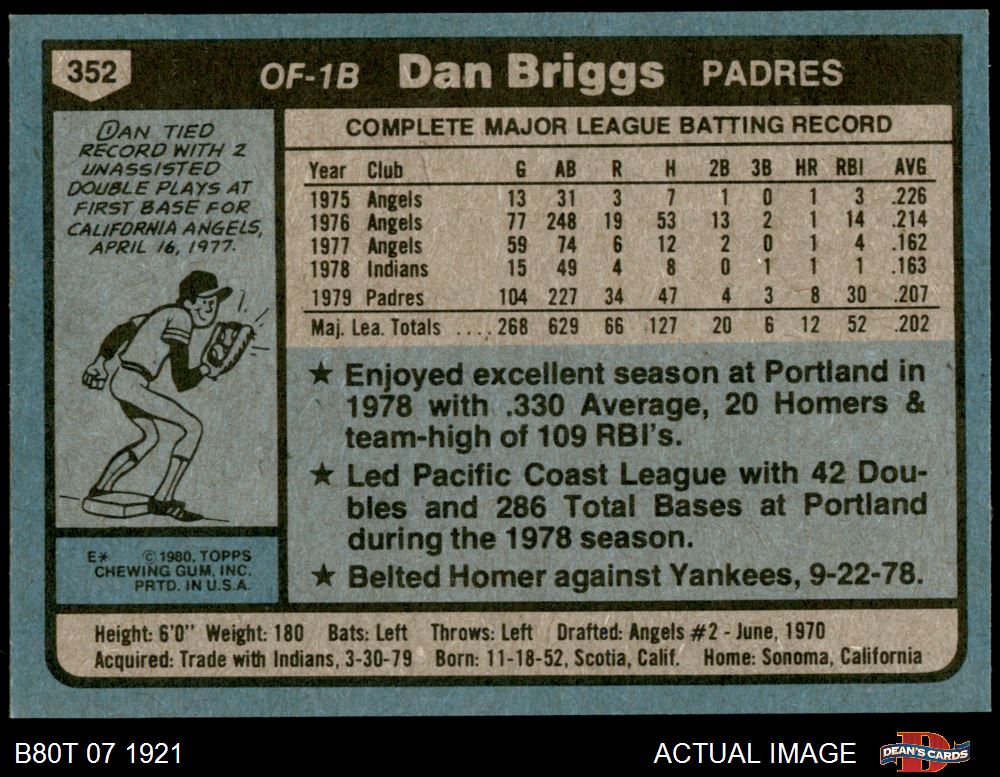 352 OF-1B Dan Briggs PADRES
DAN TIED
RECORD WITH 2
UNASSISTED
DOUBLE PLAYS AT
FIRST BASE FOR
CALIFORNIA ANGELS,
APRIL 16, 1977.
E* © 1980, TOPPS
CHEWING GUM, INC.
PRTD. IN U.S.A.
COMPLETE MAJOR LEAGUE BATTING RECORD
Year Club G AB R H 2B 3B HR RBI AVG
1975 Angels 13 31 3 7 1 0 1 3 .226
1976 Angels 77 248 19 53 13 2 1 14 .214
1977 Angels 59 74 6 12 2 0 1 4 .162
1978 Indians 15 49 4 8 0 1 1 1 .163
1979 Padres 104 227 34 47 4 3 8 30 .207
Maj. Lea. Totals ....268 629 66 127 20 6 12 52 .202
★ Enjoyed excellent season at Portland in
1978 with .330 Average, 20 Homers &
team-high of 109 RBI's.
★ Led Pacific Coast League with 42 Dou-
bles and 286 Total Bases at Portland
during the 1978 season.
★ Belted Homer against Yankees, 9-22-78.
Height: 6'0" Weight: 180 Bats: Left Throws: Left Drafted: Angels #2 - June, 1970
Acquired: Trade with Indians, 3-30-79 Born: 11-18-52, Scotia, Calif. Home: Sonoma, California
B80T 07 1921 ACTUAL IMAGE DEAN'S CARDS